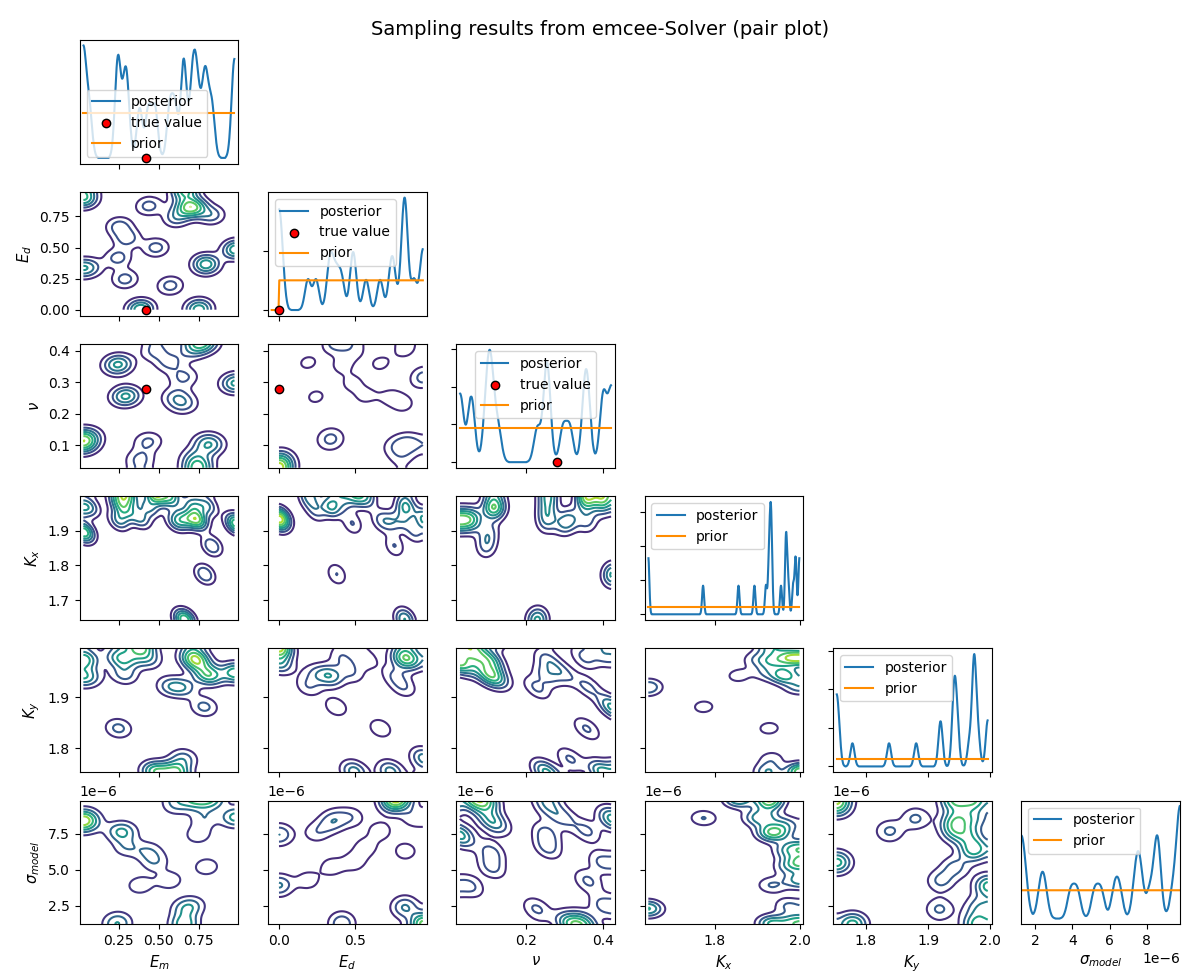 Sampling results from emcee-Solver (pair plot)
posterior
true value
prior
E_d
0.75
0.50
0.25
0.00
posterior
true value
prior
ν
0.4
0.3
0.2
0.1
posterior
true value
prior
K_x
1.9
1.8
1.7
posterior
prior
K_y
1.9
1.8
posterior
prior
1e−6 1e−6 1e−6 1e−6 1e−6
σ_model
7.5
5.0
2.5
posterior
prior
0.25 0.50 0.75 0.0 0.5 0.2 0.4 1.8 2.0 1.8 1.9 2.0 2 4 6 8
1e−6
E_m E_d ν K_x K_y σ_model